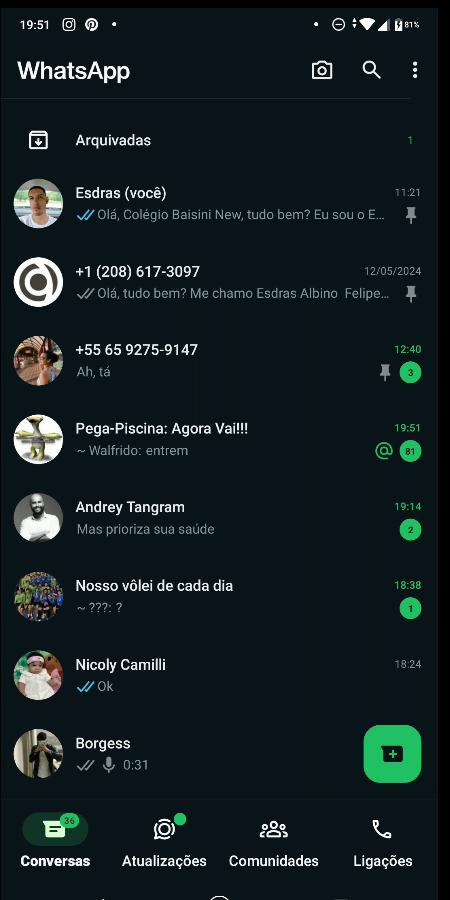 19:51
81%
WhatsApp
Arquivadas
1
Esdras (você)
11:21
Olá, Colégio Baisini New, tudo bem? Eu sou o E...
+1 (208) 617-3097
12/05/2024
Olá, tudo bem? Me chamo Esdras Albino Felipe...
+55 65 9275-9147
12:40
Ah, tá
3
Pega-Piscina: Agora Vai!!!
19:51
~ Walfrido: entrem
81
Andrey Tangram
19:14
Mas prioriza sua saúde
2
Nosso vôlei de cada dia
18:38
~ ???: ?
1
Nicoly Camilli
18:24
Ok
Borgess
0:31
36
Conversas
Atualizações
Comunidades
Ligações